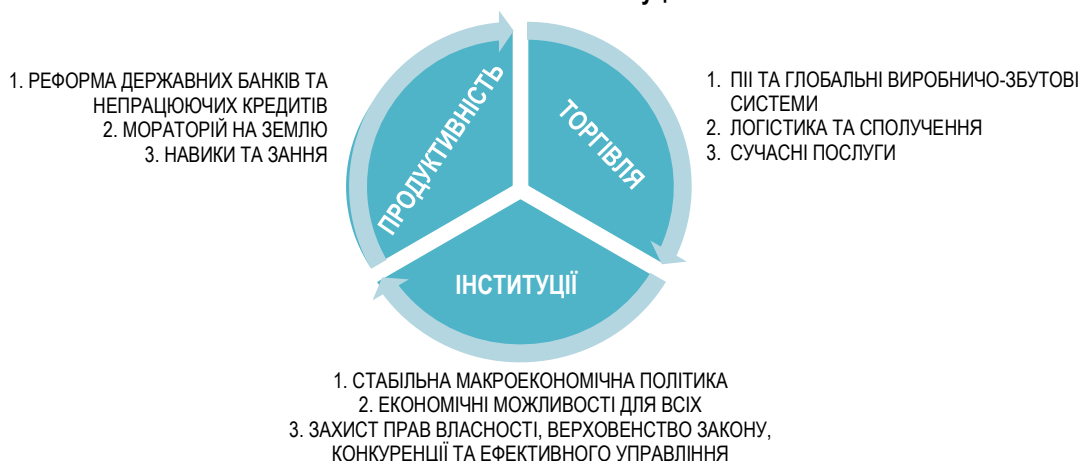 1. РЕФОРМА ДЕРЖАВНИХ БАНКІВ ТА
НЕПРАЦЮЮЧИХ КРЕДИТІВ
2. МОРАТОРІЙ НА ЗЕМЛЮ
3. НАВИКИ ТА ЗАННЯ
ПРОДУКТИВНІСТЬ
ТОРГІВЛЯ
1. ПІІ ТА ГЛОБАЛЬНІ ВИРОБНИЧО-ЗБУТОВІ
СИСТЕМИ
2. ЛОГІСТИКА ТА СПОЛУЧЕННЯ
3. СУЧАСНІ ПОСЛУГИ
ІНСТИТУЦІЇ
1. СТАБІЛЬНА МАКРОЕКОНОМІЧНА ПОЛІТИКА
2. ЕКОНОМІЧНІ МОЖЛИВОСТІ ДЛЯ ВСІХ
3. ЗАХИСТ ПРАВ ВЛАСНОСТІ, ВЕРХОВЕНСТВО ЗАКОНУ,
КОНКУРЕНЦІЇ ТА ЕФЕКТИВНОГО УПРАВЛІННЯ